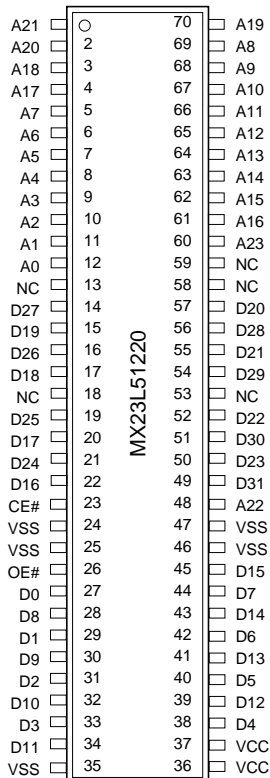 A21 70 A19
A20 2 69 A8
A18 3 68 A9
A17 4 67 A10
A7 5 66 A11
A6 6 65 A12
A5 7 64 A13
A4 8 63 A14
A3 9 62 A15
A2 10 61 A16
A1 11 60 A23
A0 12 59 NC
NC 13 58 NC
D27 14 57 D20
D19 15 56 D28
D26 16 55 D21
D18 17 54 D29
NC 18 53 NC
D25 19 52 D22
D17 20 51 D30
D24 21 50 D23
D16 22 49 D31
CE# 23 48 A22
VSS 24 47 VSS
VSS 25 46 VSS
OE# 26 45 D15
D0 27 44 D7
D8 28 43 D14
D1 29 42 D6
D9 30 41 D13
D2 31 40 D5
D10 32 39 D12
D3 33 38 D4
D11 34 37 VCC
VSS 35 36 VCC
MX23L51220